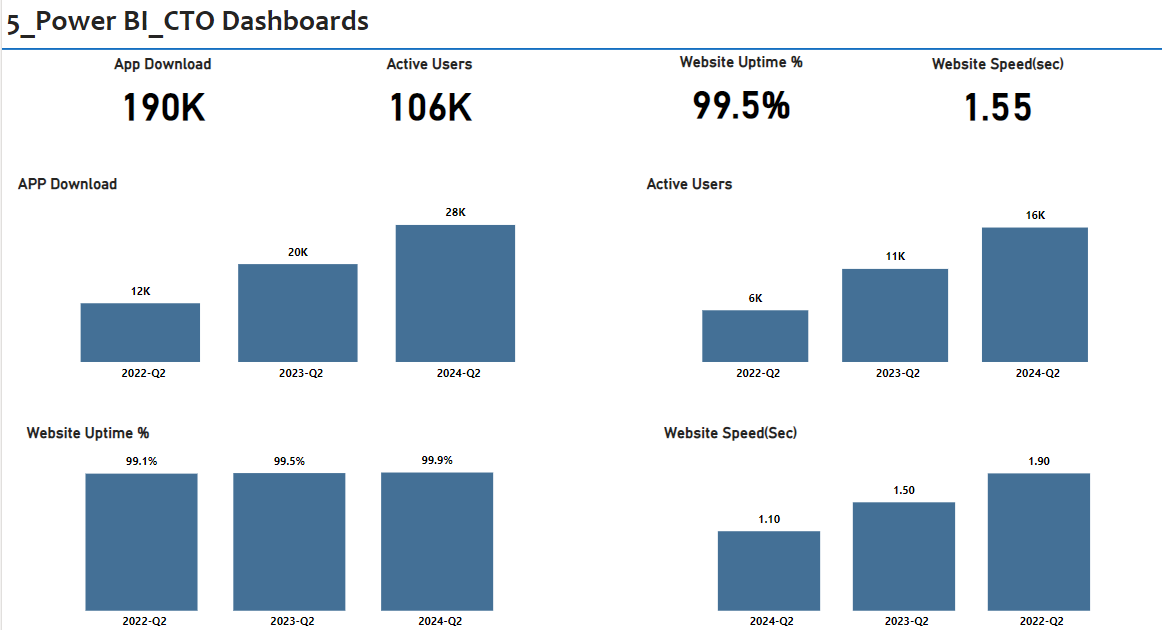 5_Power BI_CTO Dashboards
App Download
Active Users
Website Uptime %
Website Speed(sec)
190K
106K
99.5%
1.55
APP Download
28K
20K
12K
2022-Q2
2023-Q2
2024-Q2
Active Users
16K
11K
6K
2022-Q2
2023-Q2
2024-Q2
Website Uptime %
99.1%
99.5%
99.9%
2022-Q2
2023-Q2
2024-Q2
Website Speed(Sec)
1.90
1.50
1.10
2024-Q2
2023-Q2
2022-Q2